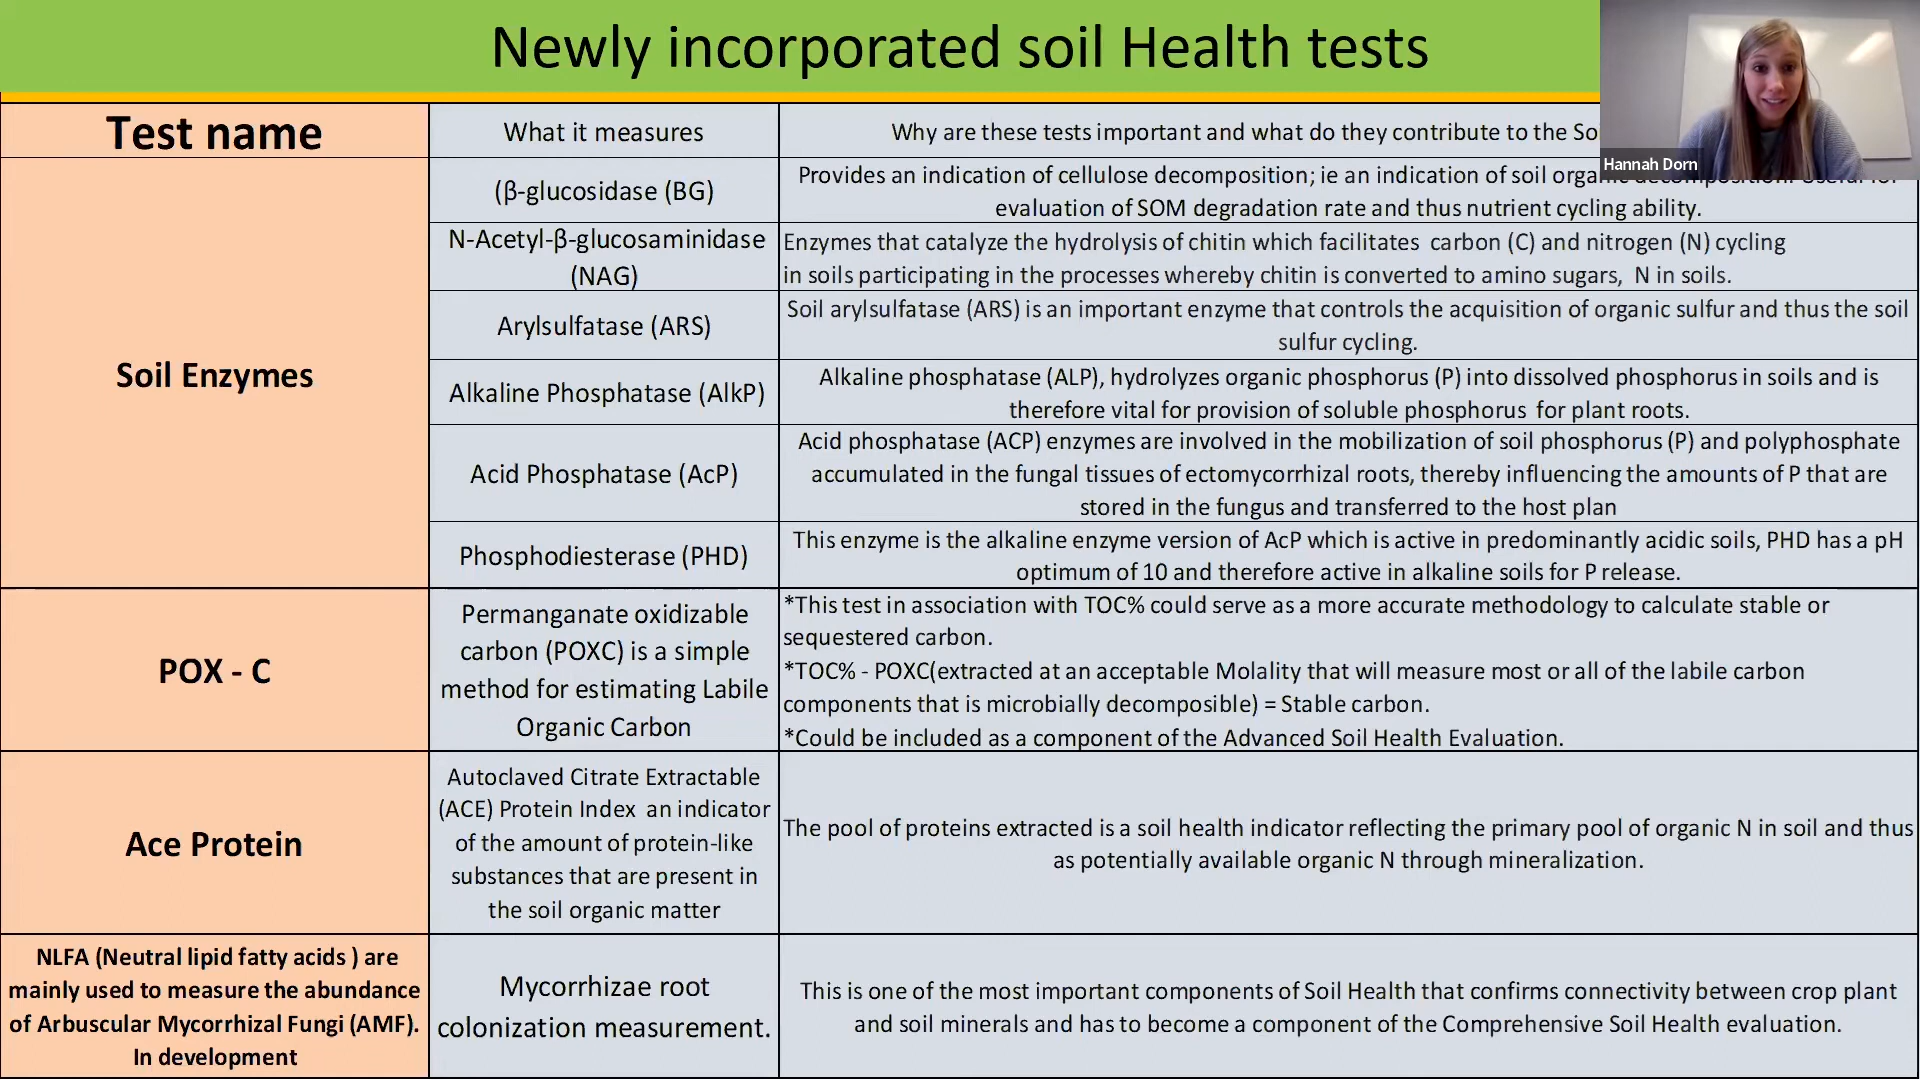 Newly incorporated soil Health tests
Hannah Dorn
Test name
What it measures
Why are these tests important and what do they contribute to the
Soil Enzymes
(β-glucosidase (BG)
Provides an indication of cellulose decomposition; ie an indication of soil
evaluation of SOM degradation rate and thus nutrient cycling ability.
N-Acetyl-β-glucosaminidase
(NAG)
Enzymes that catalyze the hydrolysis of chitin which facilitates carbon (C) and nitrogen (N) cycling
in soils participating in the processes whereby chitin is converted to amino sugars, N in soils.
Arylsulfatase (ARS)
Soil arylsulfatase (ARS) is an important enzyme that controls the acquisition of organic sulfur and thus the soil
sulfur cycling.
Alkaline Phosphatase (AlkP)
Alkaline phosphatase (ALP), hydrolyzes organic phosphorus (P) into dissolved phosphorus in soils and is
therefore vital for provision of soluble phosphorus for plant roots.
Acid Phosphatase (AcP)
Acid phosphatase (ACP) enzymes are involved in the mobilization of soil phosphorus (P) and polyphosphate
accumulated in the fungal tissues of ectomycorrhizal roots, thereby influencing the amounts of P that are
stored in the fungus and transferred to the host plan
Phosphodiesterase (PHD)
This enzyme is the alkaline enzyme version of AcP which is active in predominantly acidic soils, PHD has a pH
optimum of 10 and therefore active in alkaline soils for P release.
POX - C
Permanganate oxidizable
carbon (POXC) is a simple
method for estimating Labile
Organic Carbon
*This test in association with TOC% could serve as a more accurate methodology to calculate stable or
sequestered carbon.
*TOC% - POXC(extracted at an acceptable Molality that will measure most or all of the labile carbon
components that is microbially decomposible) = Stable carbon.
*Could be included as a component of the Advanced Soil Health Evaluation.
Ace Protein
Autoclaved Citrate Extractable
(ACE) Protein Index an indicator
of the amount of protein-like
substances that are present in
the soil organic matter
The pool of proteins extracted is a soil health indicator reflecting the primary pool of organic N in soil and thus
as potentially available organic N through mineralization.
NLFA (Neutral lipid fatty acids ) are
mainly used to measure the abundance
of Arbuscular Mycorrhizal Fungi (AMF).
In development
Mycorrhizae root
colonization measurement.
This is one of the most important components of Soil Health that confirms connectivity between crop plant
and soil minerals and has to become a component of the Comprehensive Soil Health evaluation.